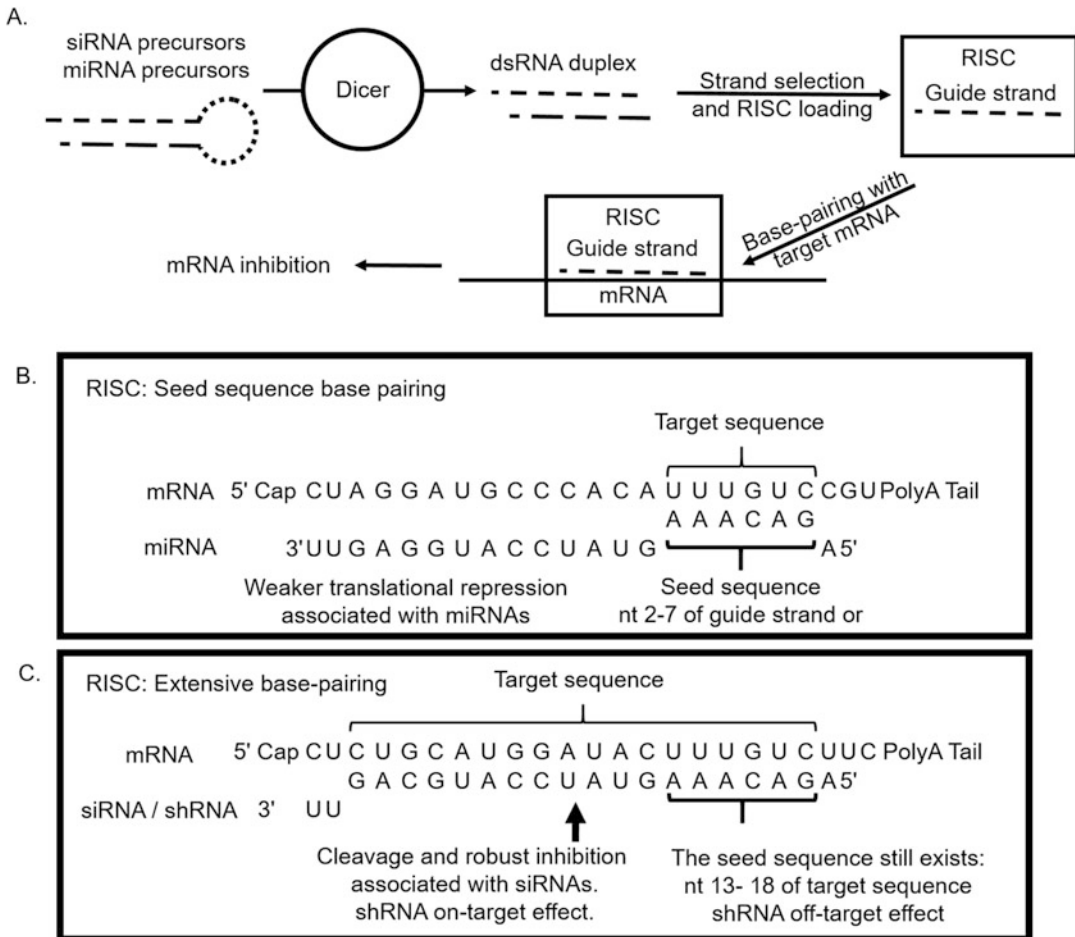 A.
siRNA precursors
miRNA precursors
Dicer
dsRNA duplex
Strand selection
and RISC loading
RISC
Guide strand
Base-pairing with
target mRNA
RISC
Guide strand
mRNA
mRNA inhibition
B.
RISC: Seed sequence base pairing
Target sequence
mRNA 5' Cap C U A G G A U G C C C A C A U U U G U C C G U PolyA Tail
A A A C A G
miRNA 3' U U G A G G U A C C U A U G A 5'
Weaker translational repression
associated with miRNAs
Seed sequence
nt 2-7 of guide strand or
C.
RISC: Extensive base-pairing
Target sequence
mRNA 5' Cap C U C U G C A U G G A U A C U U U G U C U U C PolyA Tail
G A C G U A C C U A U G A A A C A G A 5'
siRNA / shRNA 3' U U
Cleavage and robust inhibition
associated with siRNAs.
shRNA on-target effect.
The seed sequence still exists:
nt 13- 18 of target sequence
shRNA off-target effect